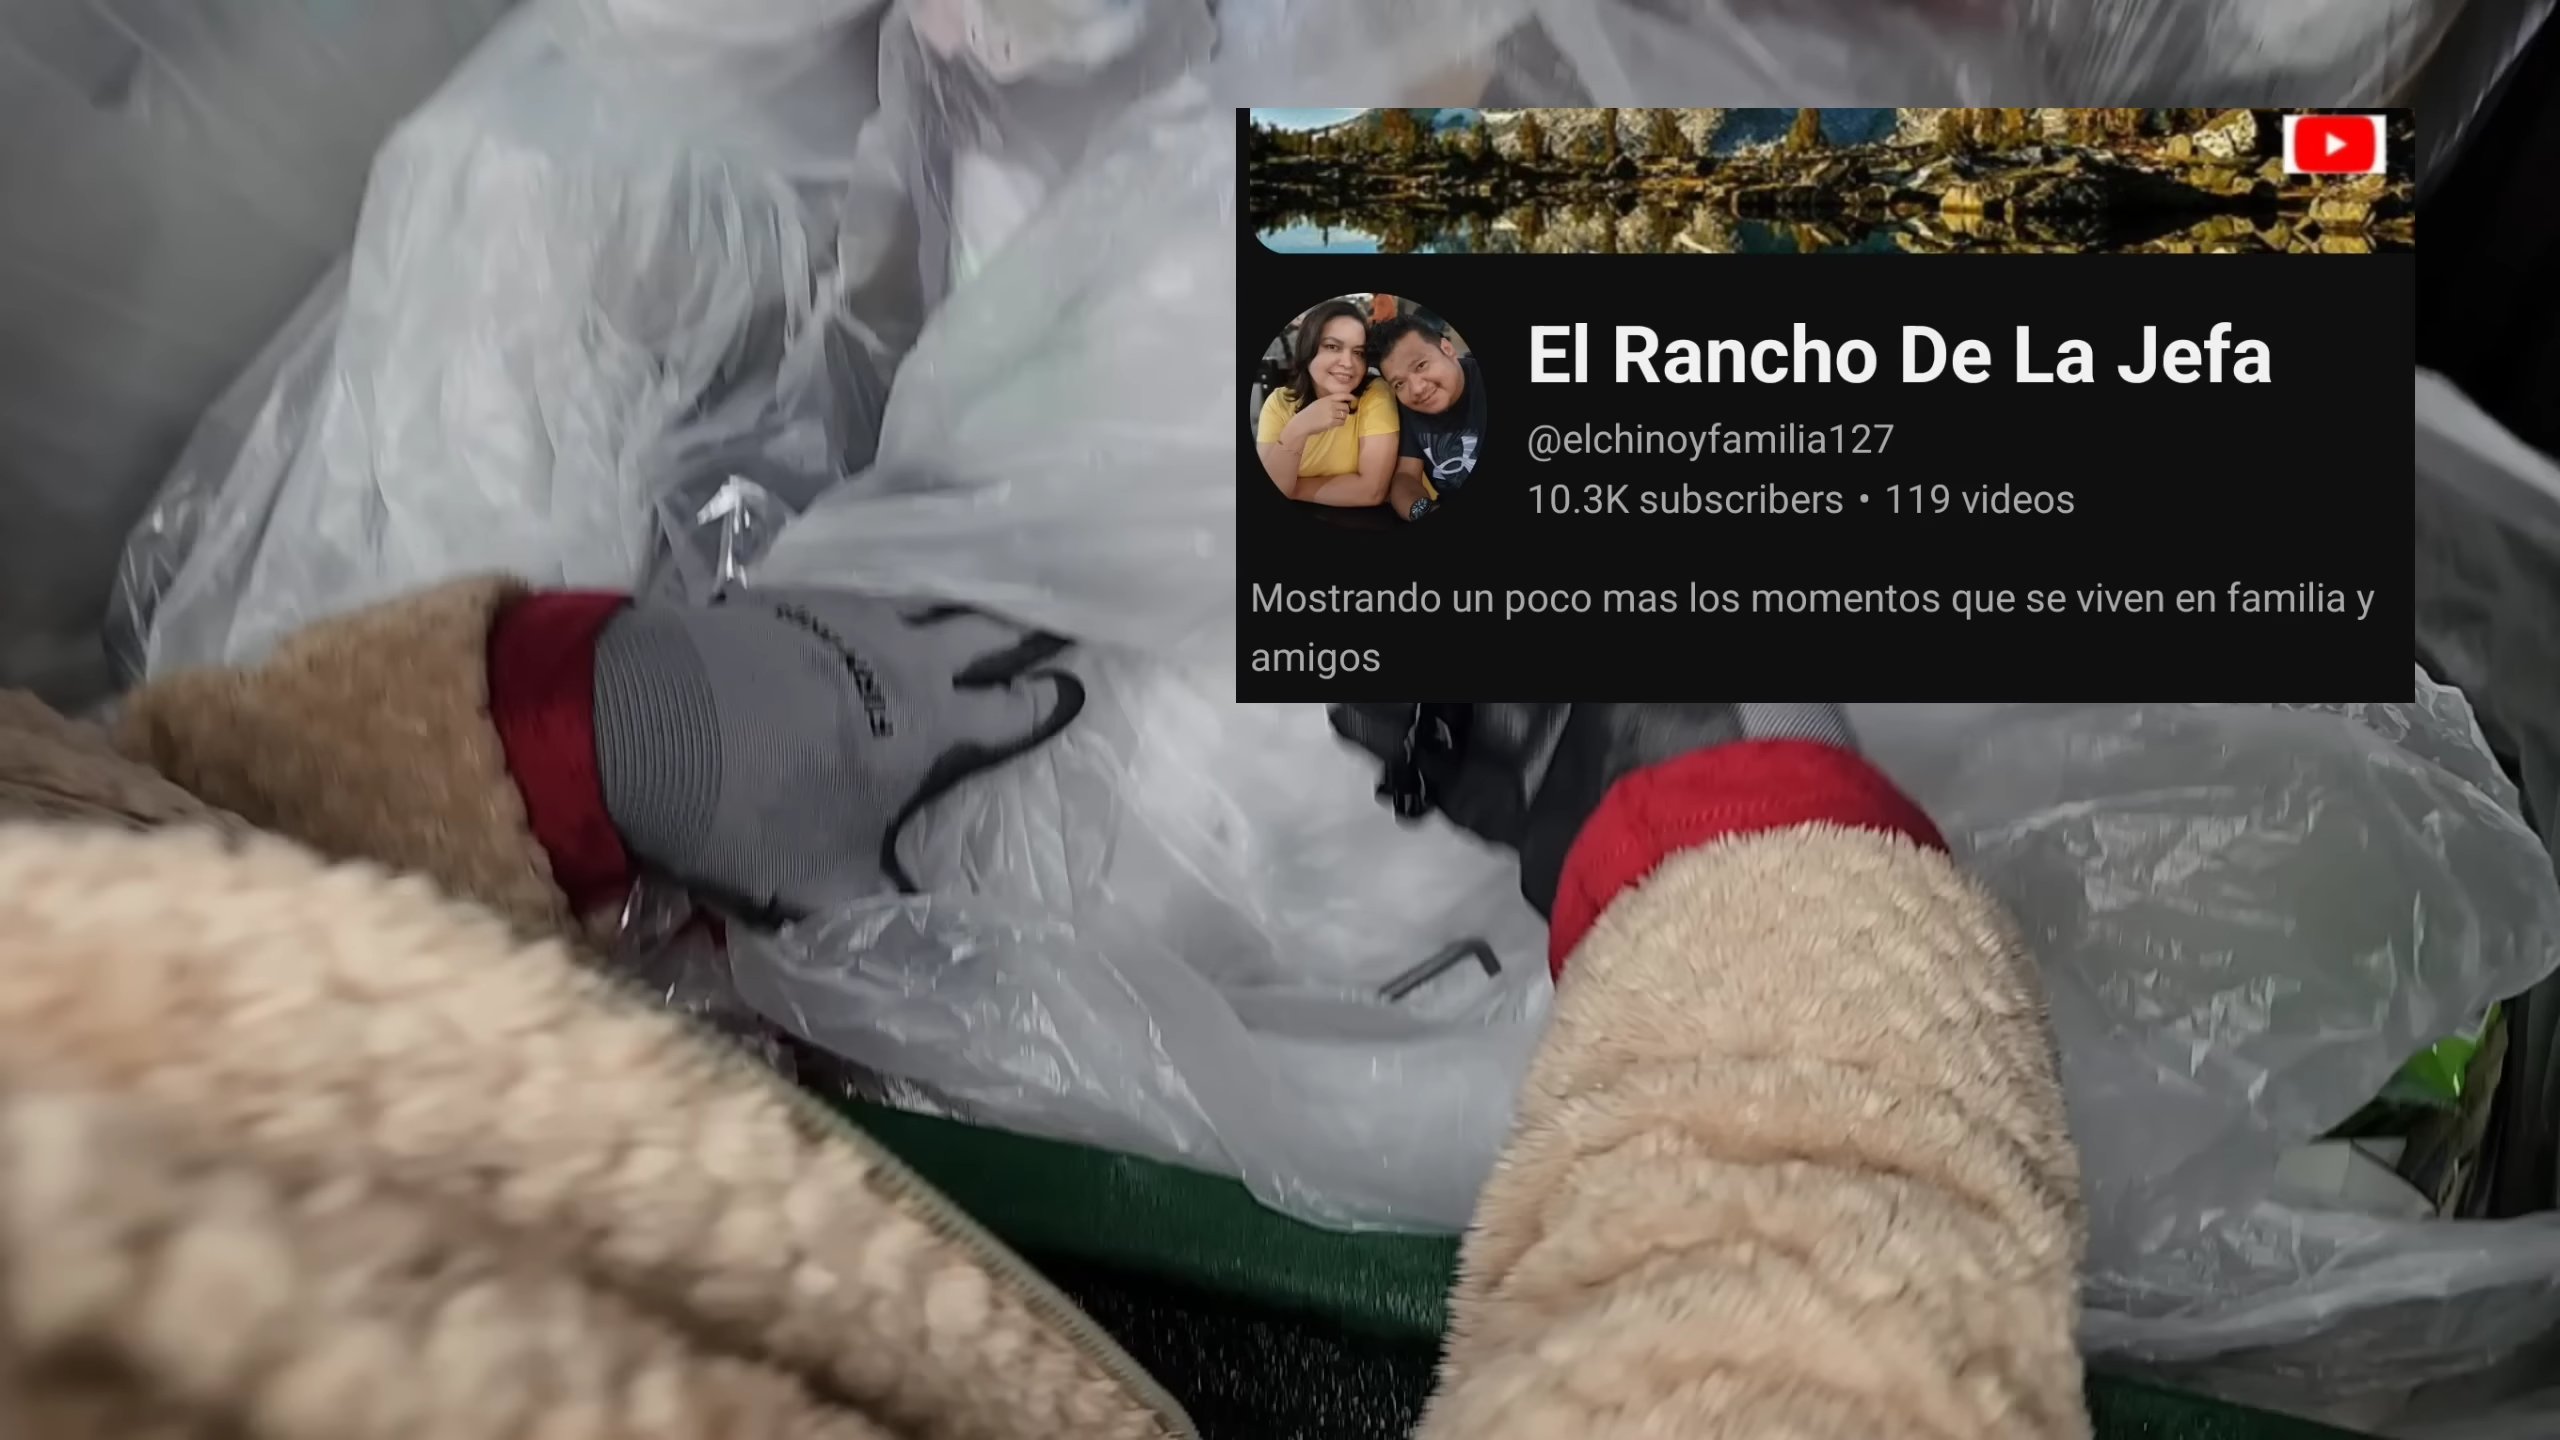 El Rancho De La Jefa
@elchinoyfamilia127
10.3K subscribers • 119 videos
Mostrando un poco mas los momentos que se viven en familia y
amigos